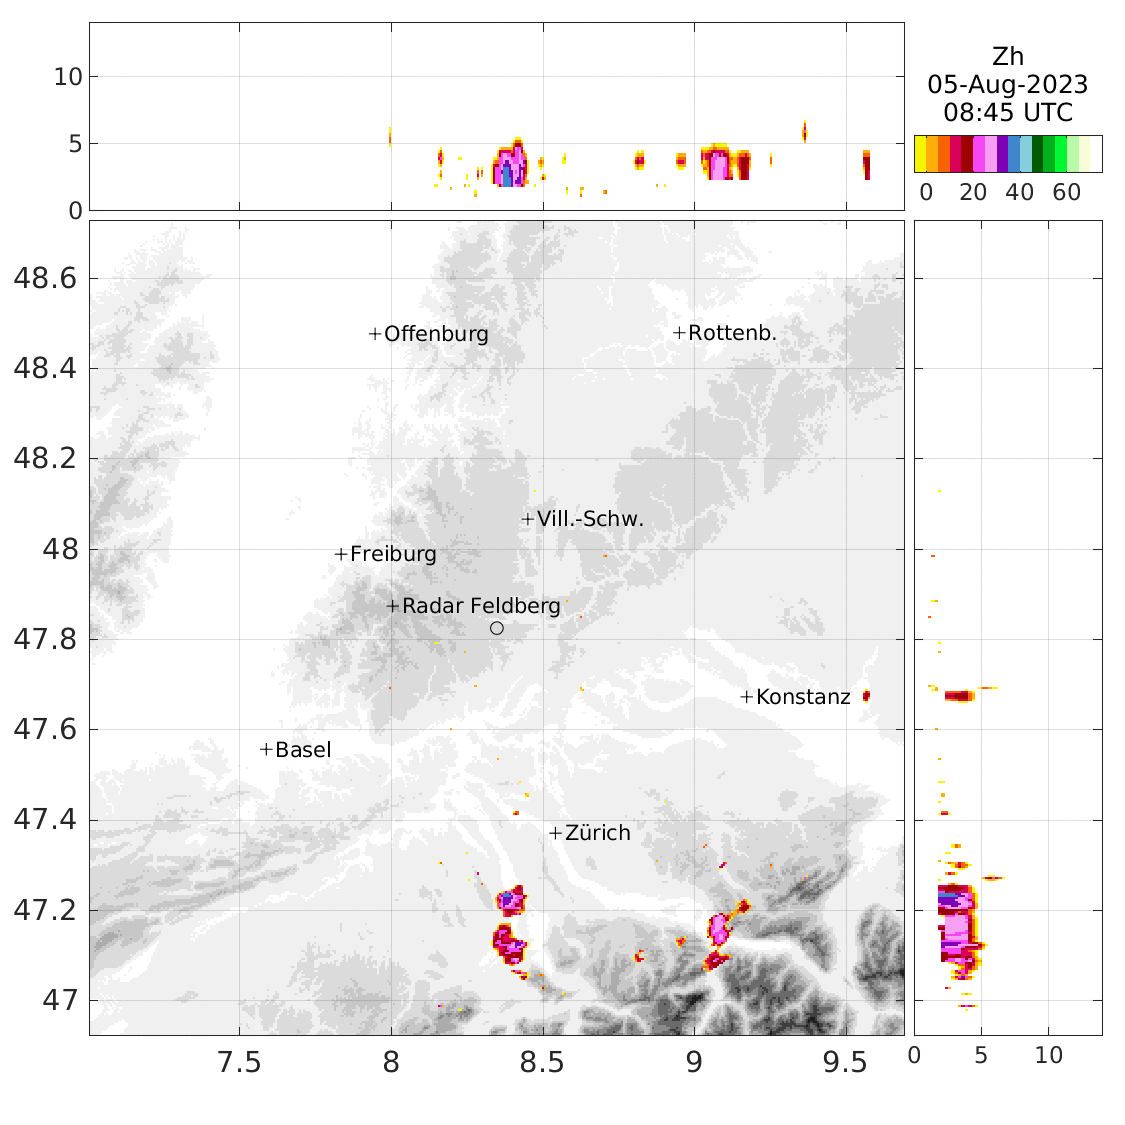 10
5
0
Zh
05-Aug-2023
08:45 UTC
0 20 40 60
48.6
48.4
48.2
48
47.8
47.6
47.4
47.2
47
+Offenburg
+Rottenb.
+Vill.-Schw.
+Freiburg
+Radar Feldberg
+Konstanz
+Basel
+Zürich
7.5 8 8.5 9 9.5
0 5 10